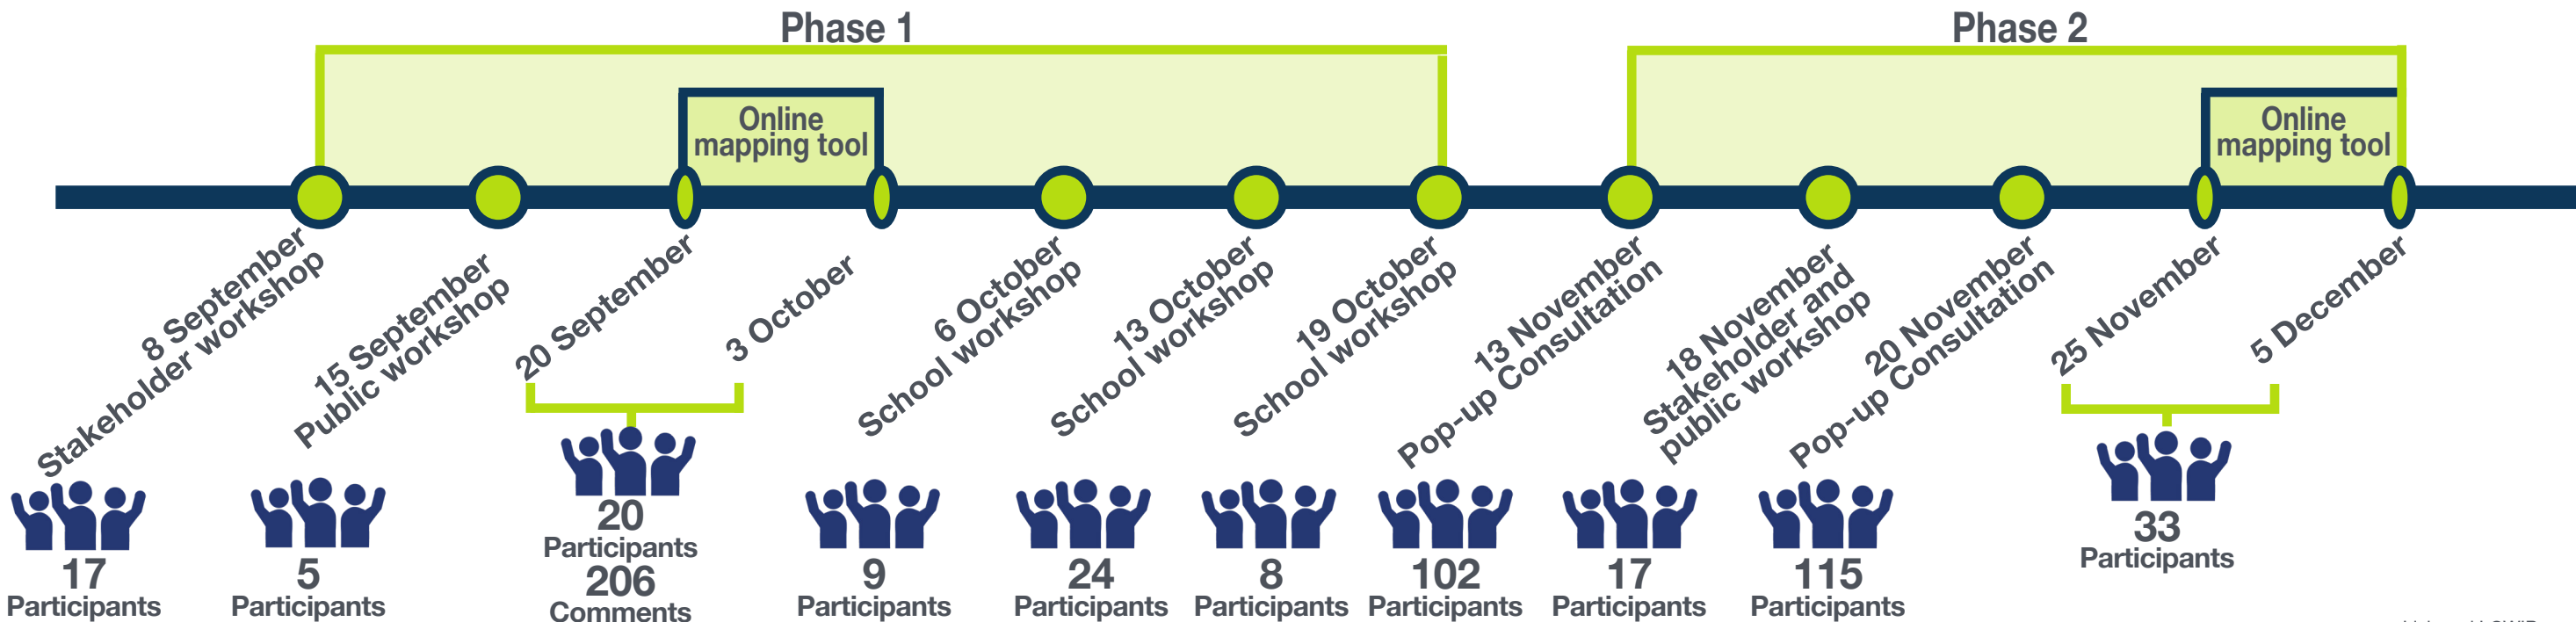 Phase 1
Phase 2
Online
mapping tool
Online
mapping tool
8 September
Stakeholder workshop
15 September
Public workshop
20 September
3 October
6 October
School workshop
13 October
School workshop
19 October
School workshop
13 November
Pop-up Consultation
18 November
Stakeholder and
public workshop
20 November
Pop-up Consultation
25 November
5 December
17
Participants
5
Participants
20
Participants
206
Comments
9
Participants
24
Participants
8
Participants
102
Participants
17
Participants
115
Participants
33
Participants